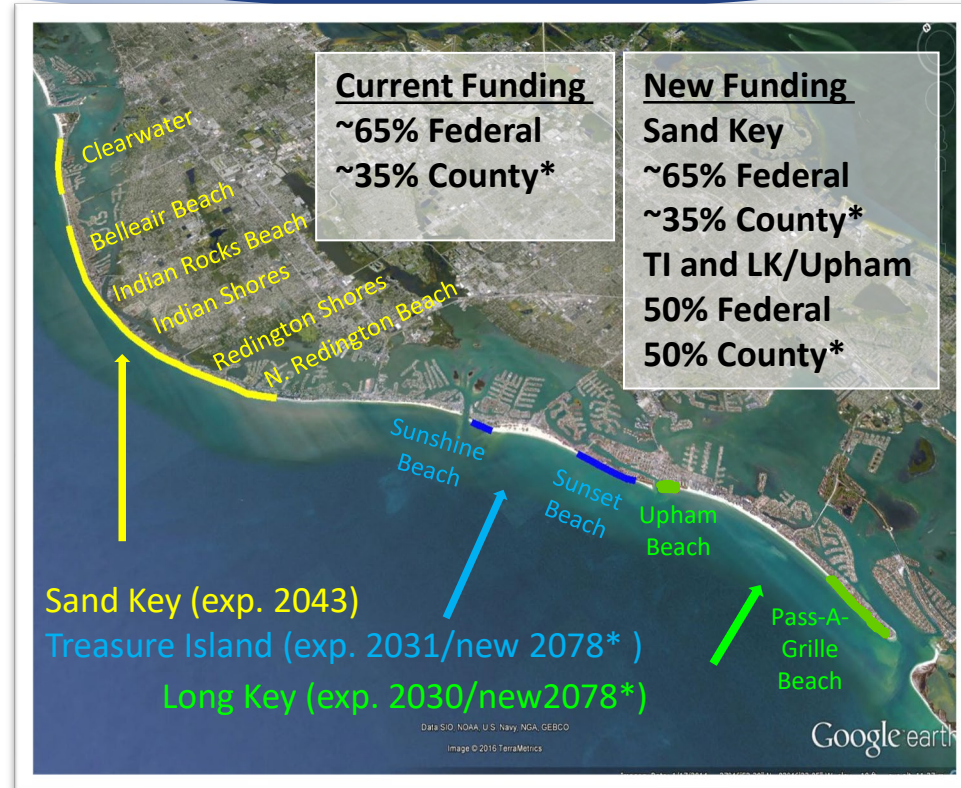 Current Funding
~65% Federal
~35% County*
New Funding
Sand Key
~65% Federal
~35% County*
TI and LK/Upham
50% Federal
50% County*
Clearwater
Belleair Beach
Indian Rocks Beach
Indian Shores
Redington Shores
N. Redington Beach
Sunshine
Beach
Sunset
Beach
Upham
Beach
Pass-A-
Grille
Beach
Sand Key (exp. 2043)
Treasure Island (exp. 2031/new 2078* )
Long Key (exp. 2030/new2078*)
Data SIO, NOAA, U.S. Navy, NGA, GEBCO
Image © 2016 TerraMetrics
Google earth